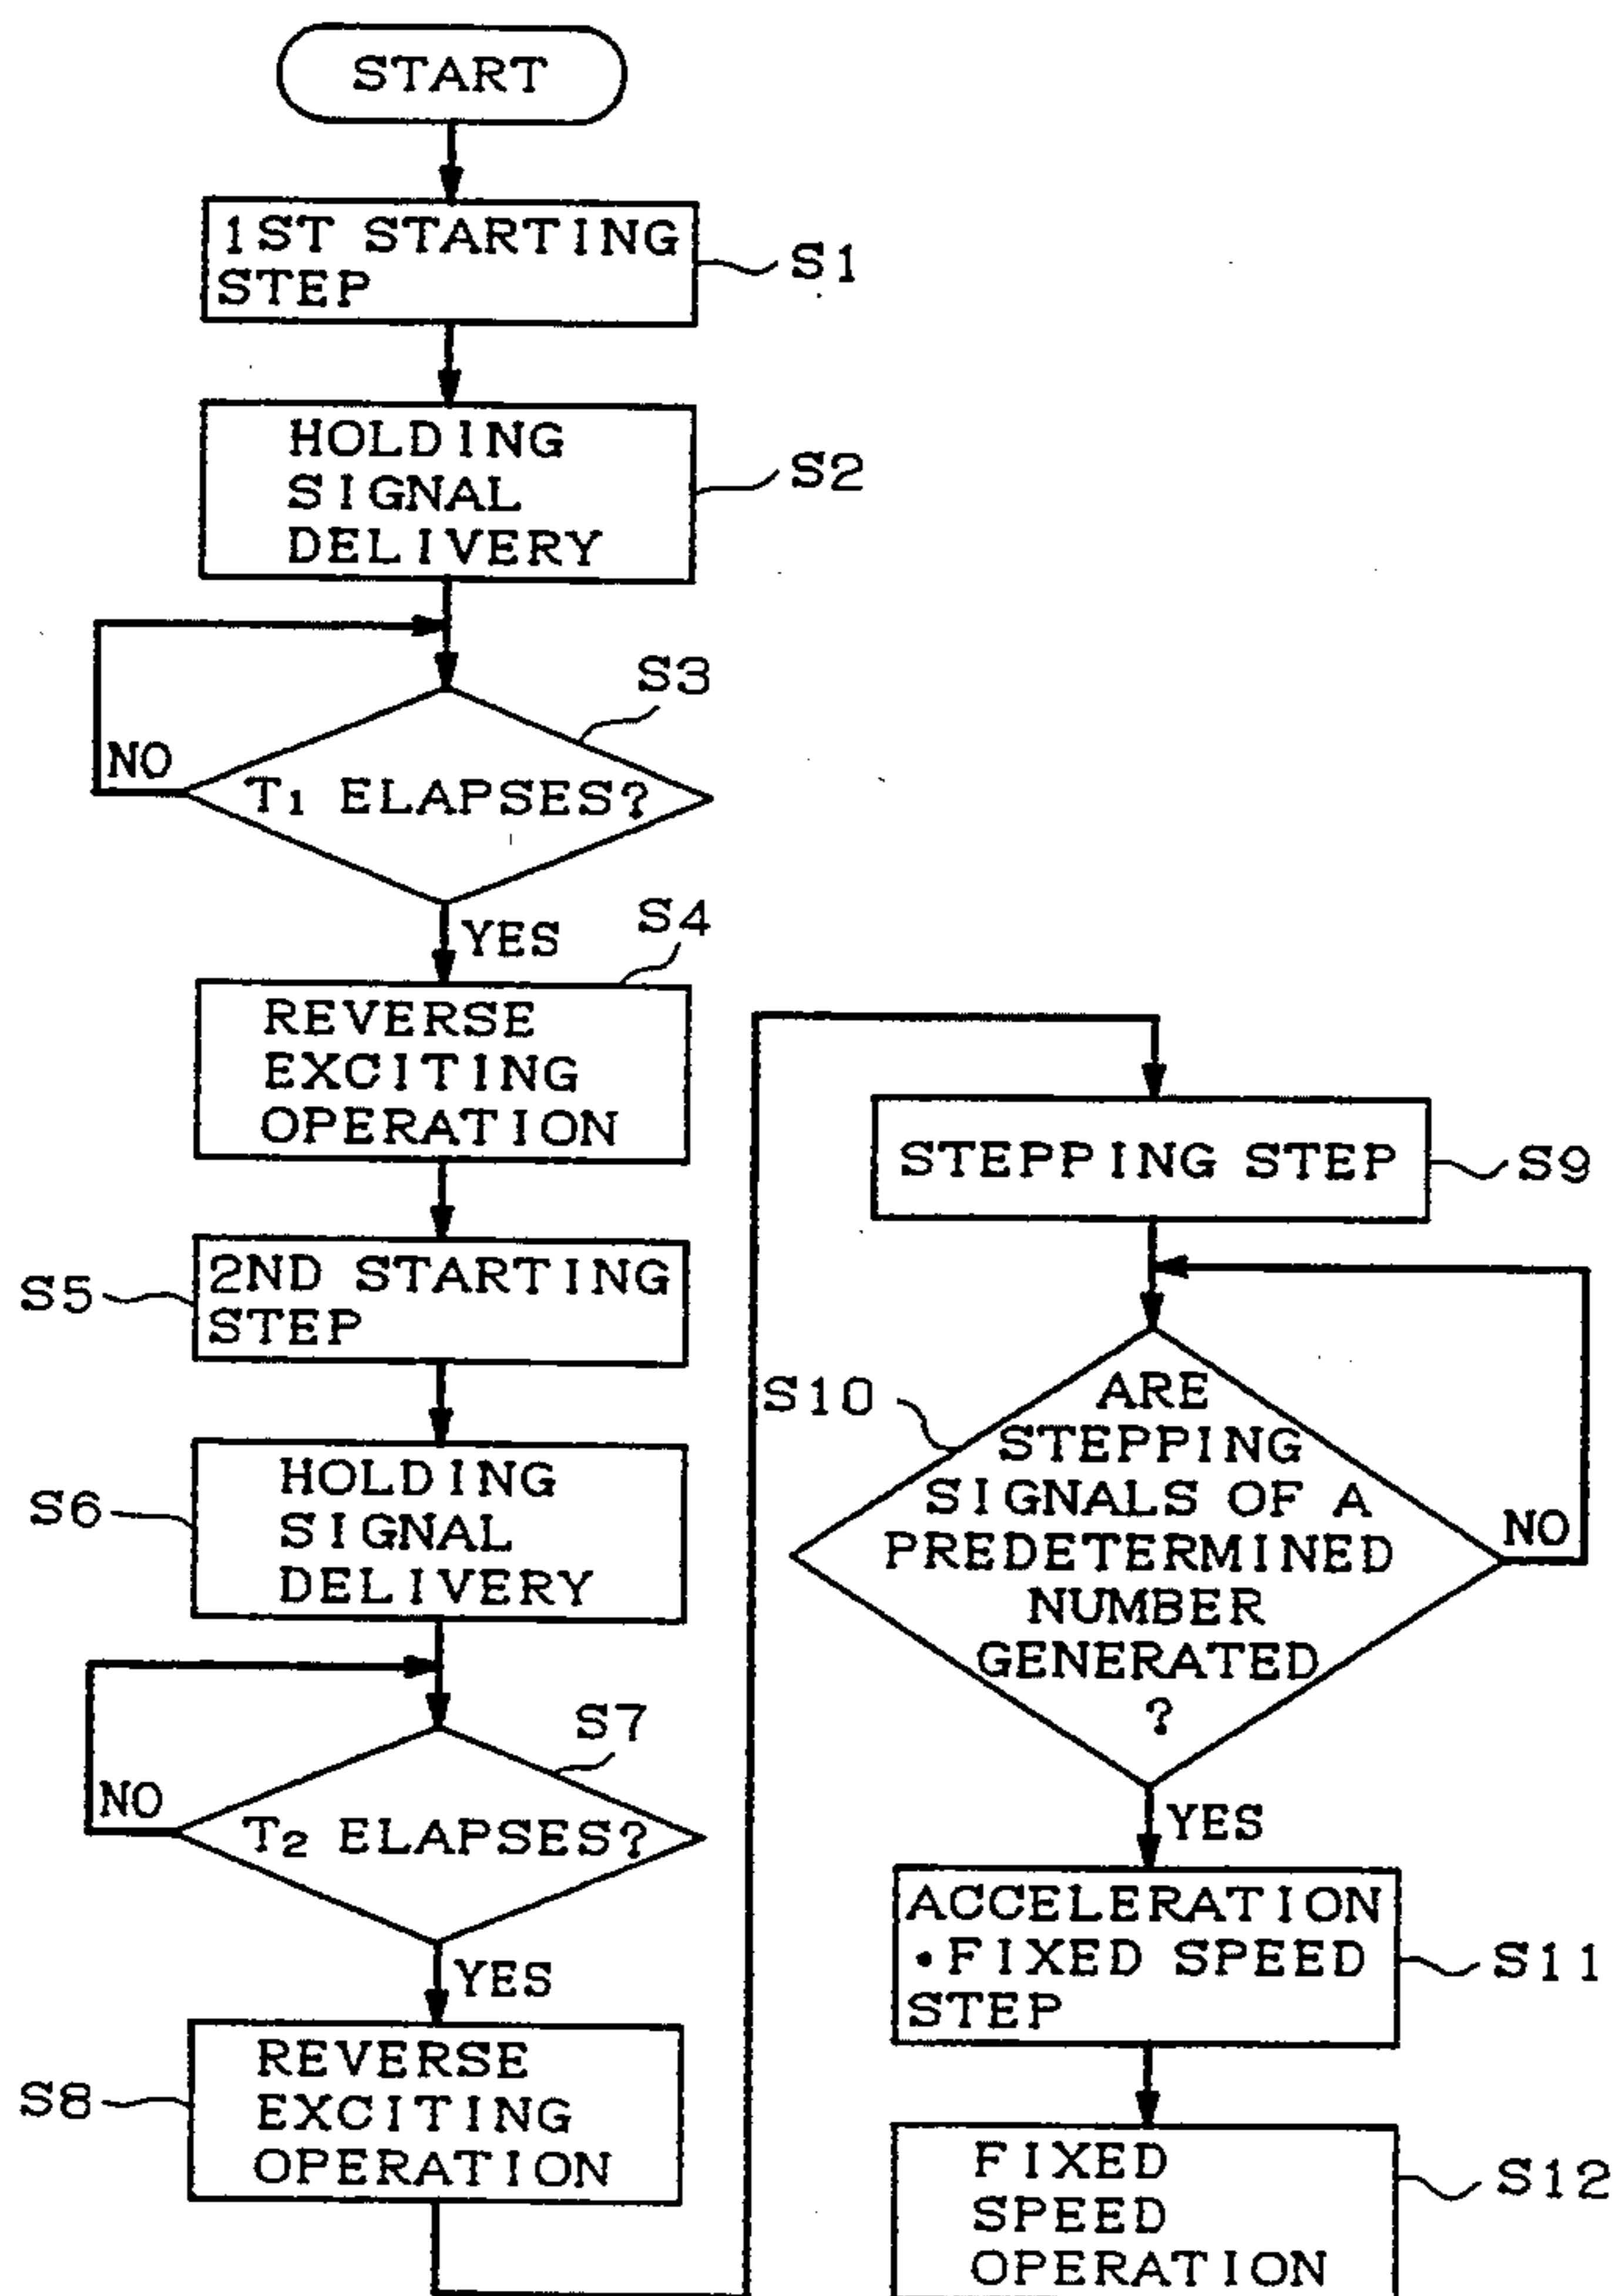 START
1ST STARTING
STEP
S1
HOLDING
SIGNAL
DELIVERY
S2
S3
NO
T1 ELAPSES?
YES
S4
REVERSE
EXCITING
OPERATION
S5
2ND STARTING
STEP
S6
HOLDING
SIGNAL
DELIVERY
S7
NO
T2 ELAPSES?
YES
S8
REVERSE
EXCITING
OPERATION
STEPPING STEP
S9
S10
ARE
STEPPING
SIGNALS OF A
PREDETERMINED
NUMBER
GENERATED
?
NO
YES
ACCELERATION
•FIXED SPEED
STEP
S11
FIXED
SPEED
OPERATION
S12